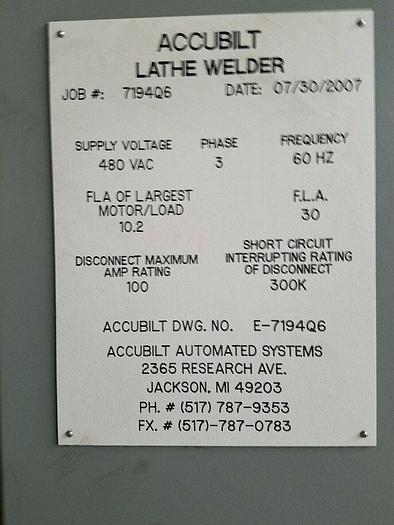 ACCUBILT
LATHE WELDER
JOB #: 7194Q6 DATE: 07/30/2007
SUPPLY VOLTAGE PHASE FREQUENCY
480 VAC 3 60 HZ
FLA OF LARGEST
MOTOR/LOAD
10.2
F.L.A.
30
DISCONNECT MAXIMUM
AMP RATING
100
SHORT CIRCUIT
INTERRUPTING RATING
OF DISCONNECT
300K
ACCUBILT DWG. NO. E-7194Q6
ACCUBILT AUTOMATED SYSTEMS
2365 RESEARCH AVE.
JACKSON, MI 49203
PH. # (517) 787-9353
FX. # (517)-787-0783